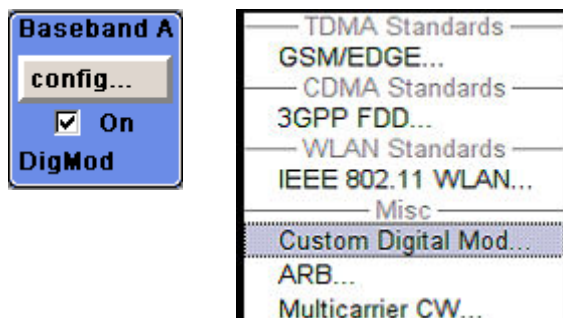 Baseband A
config...
On
DigMod
TDMA Standards
GSM/EDGE...
CDMA Standards
3GPP FDD...
WLAN Standards
IEEE 802.11 WLAN...
Misc
Custom Digital Mod...
ARB...
Multicarrier CW...